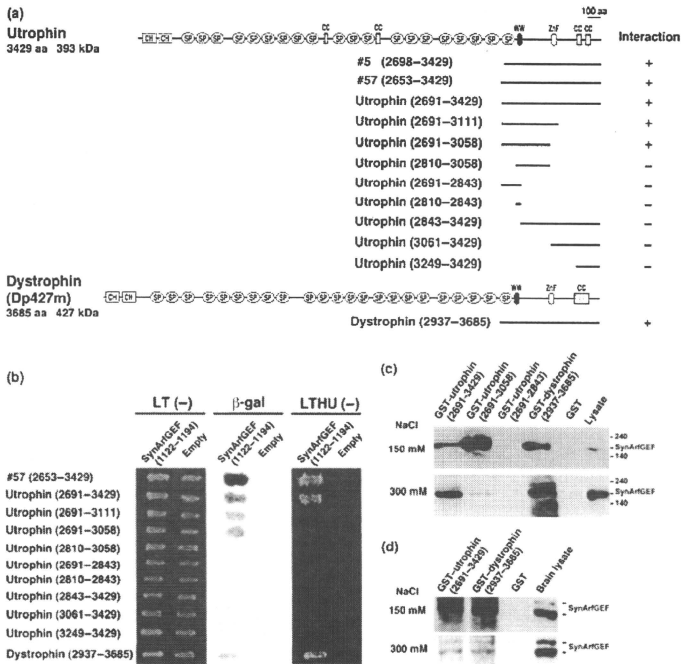 (a)
Utrophin
3429 aa 393 kDa
CH CH SP SP SP SP SP SP SP SP SP CC SP SP SP CC SP SP SP SP SP SP SP SP SP SP WW ZnF CC CC
100 aa
Interaction
#5 (2698–3429) +
#57 (2653–3429) +
Utrophin (2691–3429) +
Utrophin (2691–3111) +
Utrophin (2691–3058) +
Utrophin (2810–3058) –
Utrophin (2691–2843) –
Utrophin (2810–2843) –
Utrophin (2843–3429) –
Utrophin (3061–3429) –
Utrophin (3249–3429) –
Dystrophin
(Dp427m)
3685 aa 427 kDa
CH CH SP SP SP SP SP SP SP SP SP SP SP SP SP SP SP SP SP SP SP SP SP SP SP SP WW ZnF CC
Dystrophin (2937–3685) +
(b)
LT (–) β-gal LTHU (–)
SynArfGEF (1122–1194) Empty SynArfGEF (1122–1194) Empty SynArfGEF (1122–1194) Empty
#57 (2653–3429)
Utrophin (2691–3429)
Utrophin (2691–3111)
Utrophin (2691–3058)
Utrophin (2810–3058)
Utrophin (2691–2843)
Utrophin (2810–2843)
Utrophin (2843–3429)
Utrophin (3061–3429)
Utrophin (3249–3429)
Dystrophin (2937–3685)
(c)
GST–utrophin (2691–3429) GST–utrophin (2691–3058) GST–utrophin (2691–2843) GST–dystrophin (2937–3685) GST Lysate
NaCl
150 mM
240
SynArfGEF
140
300 mM
240
SynArfGEF
140
(d)
GST–utrophin (2691–3429) GST–dystrophin (2937–3685) GST Brain lysate
NaCl
150 mM
SynArfGEF
300 mM
SynArfGEF